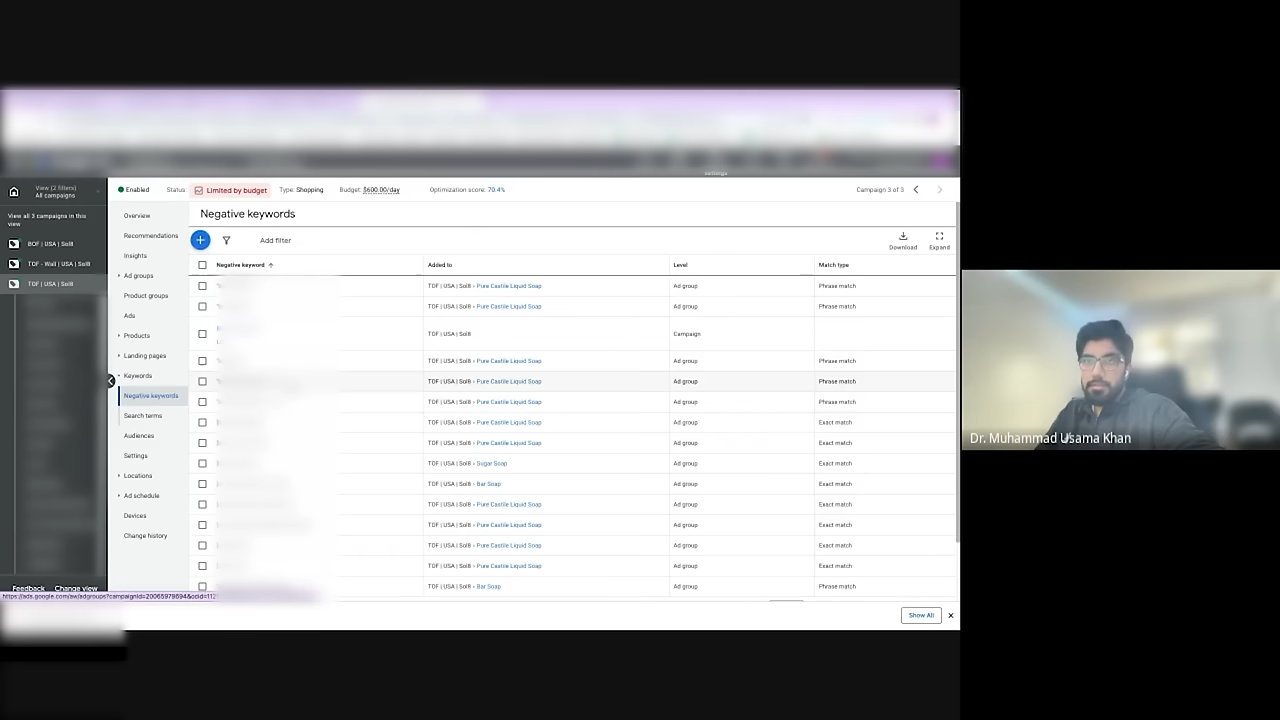 settings
View (2 filters)
All campaigns
Enabled
Status:
Limited by budget
Type: Shopping
Budget: $600.00/day
Optimization score: 70.4%
Campaign 3 of 3
View all 3 campaigns in this
view
BOF | USA | Sol8
TOF - Wall | USA | Sol8
TOF | USA | Sol8
Overview
Recommendations
Insights
Ad groups
Product groups
Ads
Products
Landing pages
Keywords
Negative keywords
Search terms
Audiences
Settings
Locations
Ad schedule
Devices
Change history
Negative keywords
Add filter
Download
Expand
Negative keyword
Added to
Level
Match type
TOF | USA | Sol8 › Pure Castile Liquid Soap
Ad group
Phrase match
TOF | USA | Sol8 › Pure Castile Liquid Soap
Ad group
Phrase match
TOF | USA | Sol8
Campaign
TOF | USA | Sol8 › Pure Castile Liquid Soap
Ad group
Phrase match
TOF | USA | Sol8 › Pure Castile Liquid Soap
Ad group
Phrase match
TOF | USA | Sol8 › Pure Castile Liquid Soap
Ad group
Phrase match
TOF | USA | Sol8 › Pure Castile Liquid Soap
Ad group
Exact match
TOF | USA | Sol8 › Pure Castile Liquid Soap
Ad group
Exact match
TOF | USA | Sol8 › Sugar Soap
Ad group
Exact match
TOF | USA | Sol8 › Bar Soap
Ad group
Exact match
TOF | USA | Sol8 › Pure Castile Liquid Soap
Ad group
Exact match
TOF | USA | Sol8 › Pure Castile Liquid Soap
Ad group
Exact match
TOF | USA | Sol8 › Pure Castile Liquid Soap
Ad group
Exact match
TOF | USA | Sol8 › Pure Castile Liquid Soap
Ad group
Exact match
TOF | USA | Sol8 › Bar Soap
Ad group
Phrase match
Feedback
Change view
Show All
Dr. Muhammad Usama Khan